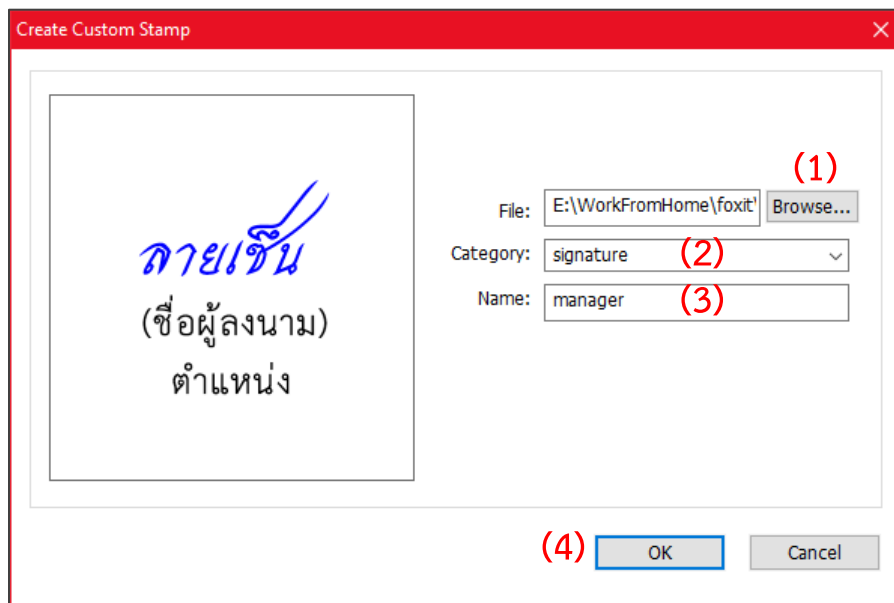 Create Custom Stamp
ลายเซ็น
(ชื่อผู้ลงนาม)
ตำแหน่ง
(1)
File: E:\WorkFromHome\foxit\ Browse...
Category: signature (2)
Name: manager (3)
(4) OK Cancel